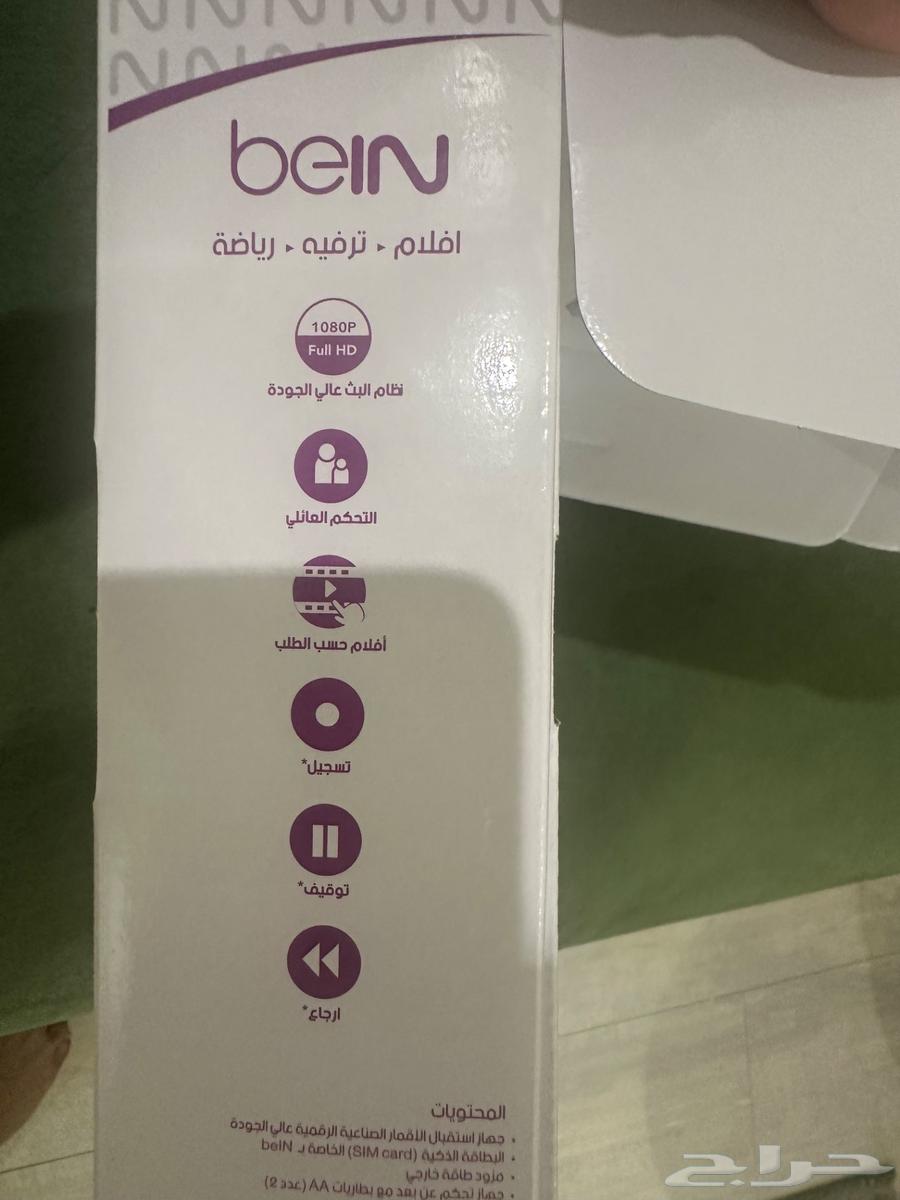 beIN
افلام ▸ ترفيه ▸ رياضة
1080P
Full HD
نظام البث عالي الجودة
التحكم العائلي
أفلام حسب الطلب
تسجيل*
توقيف*
ارجاع*
المحتويات
• جهاز استقبال الأقمار الصناعية الرقمية عالي الجودة
• البطاقة الذكية (SIM card) الخاصة بـ beIN
• مزود طاقة خارجي
• جهاز تحكم عن بعد مع بطاريات AA (عدد 2)
حراج